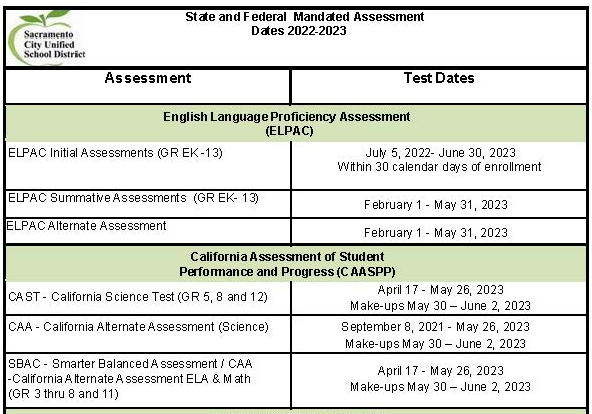 Sacramento
City Unified
School District
State and Federal Mandated Assessment
Dates 2022-2023
Assessment
Test Dates
English Language Proficiency Assessment
(ELPAC)
ELPAC Initial Assessments (GR EK -13)
July 5, 2022- June 30, 2023
Within 30 calendar days of enrollment
ELPAC Summative Assessments (GR EK- 13)
February 1 - May 31, 2023
ELPAC Alternate Assessment
February 1 - May 31, 2023
California Assessment of Student
Performance and Progress (CAASPP)
CAST - California Science Test (GR 5, 8 and 12)
April 17 - May 26, 2023
Make-ups May 30 – June 2, 2023
CAA - California Alternate Assessment (Science)
September 8, 2021 - May 26, 2023
Make-ups May 30 – June 2, 2023
SBAC - Smarter Balanced Assessment / CAA
-California Alternate Assessment ELA & Math
(GR 3 thru 8 and 11)
April 17 - May 26, 2023
Make-ups May 30 – June 2, 2023